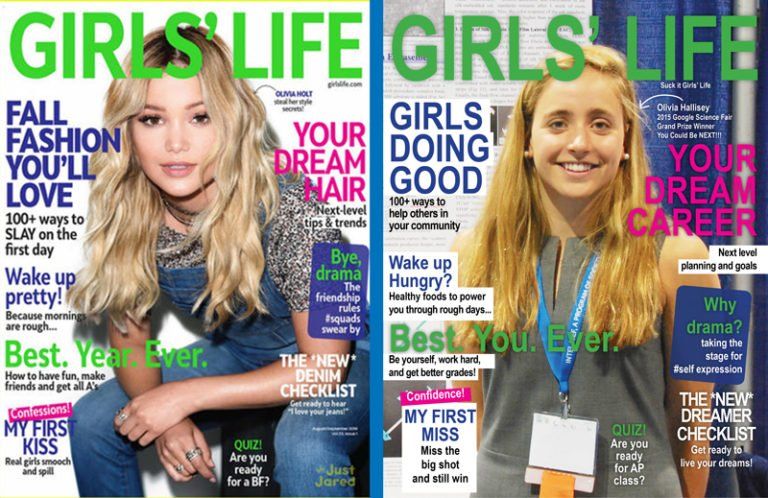 GIRLS' LIFE
girlslife.com
OLIVIA HOLT
steal her style
secrets!
FALL
FASHION
YOU'LL
LOVE
100+ ways to
SLAY on the
first day
YOUR
DREAM
HAIR
Next-level
tips & trends
Wake up
pretty!
Because mornings
are rough...
Bye,
drama
The
friendship
rules
#squads
swear by
Best. Year. Ever.
How to have fun, make
friends and get all A's
THE *NEW*
DENIM
CHECKLIST
Get ready to hear
"I love your jeans!"
Confessions!
MY FIRST
KISS
Real girls smooch
and spill
QUIZ!
Are you
ready
for a BF?
August/September 2016
Vol.23, Issue 1
Just
Jared
GIRLS' LIFE
Suck it Girls' Life
Olivia Hallisey
2015 Google Science Fair
Grand Prize Winner
You Could Be NEXT!!!
GIRLS
DOING
GOOD
100+ ways to
help others in
your community
YOUR
DREAM
CAREER
Next level
planning and goals
Wake up
Hungry?
Healthy foods to power
you through rough days...
Why
drama?
taking the
stage for
#self expression
Best. You. Ever.
Be yourself, work hard,
and get better grades!
A PROGRAM OF
THE *NEW*
DREAMER
CHECKLIST
Get ready to
live your dreams!
Confidence!
MY FIRST
MISS
Miss the
big shot
and still win
QUIZ!
Are you
ready
for AP
class?